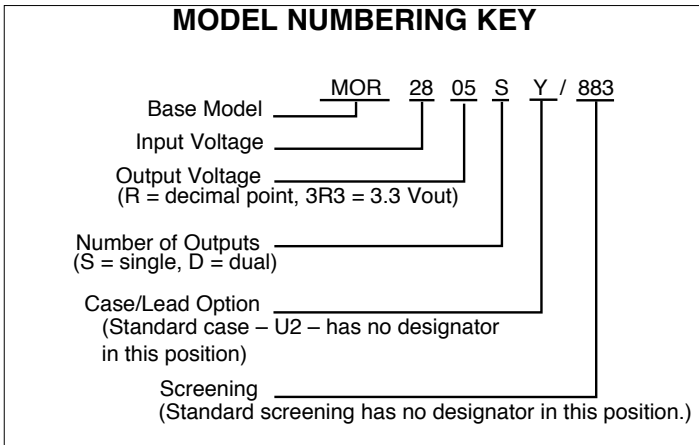 MODEL NUMBERING KEY
MOR 28 05 S Y / 883
Base Model
Input Voltage
Output Voltage
(R = decimal point, 3R3 = 3.3 Vout)
Number of Outputs
(S = single, D = dual)
Case/Lead Option
(Standard case – U2 – has no designator
in this position)
Screening
(Standard screening has no designator in this position.)